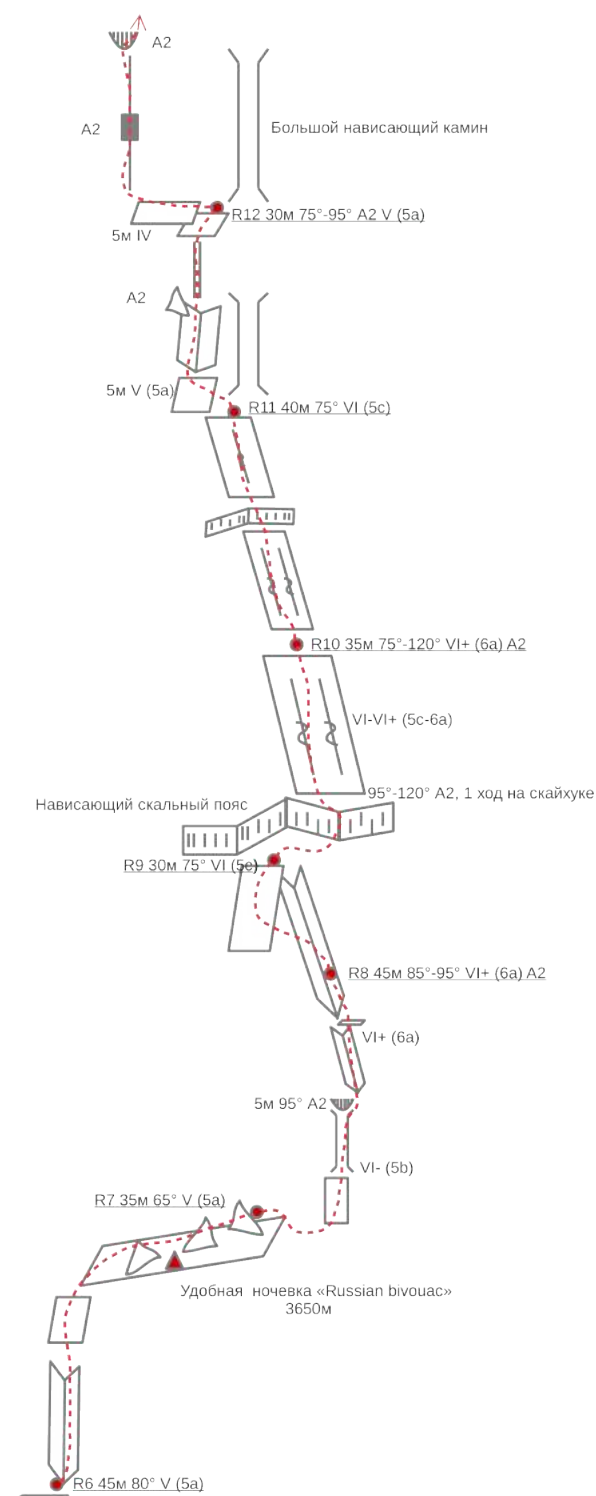 A2
Большой нависающий камин
A2
R12 30м 75°-95° A2 V (5a)
5м IV
A2
5м V (5a)
R11 40м 75° VI (5c)
R10 35м 75°-120° VI+ (6a) A2
VI-VI+ (5c-6a)
95°-120° A2, 1 ход на скайхуке
Нависающий скальный пояс
R9 30м 75° VI (5c)
R8 45м 85°-95° VI+ (6a) A2
VI+ (6a)
5м 95° A2
VI- (5b)
R7 35м 65° V (5a)
Удобная ночевка «Russian bivouac»
3650м
R6 45м 80° V (5a)